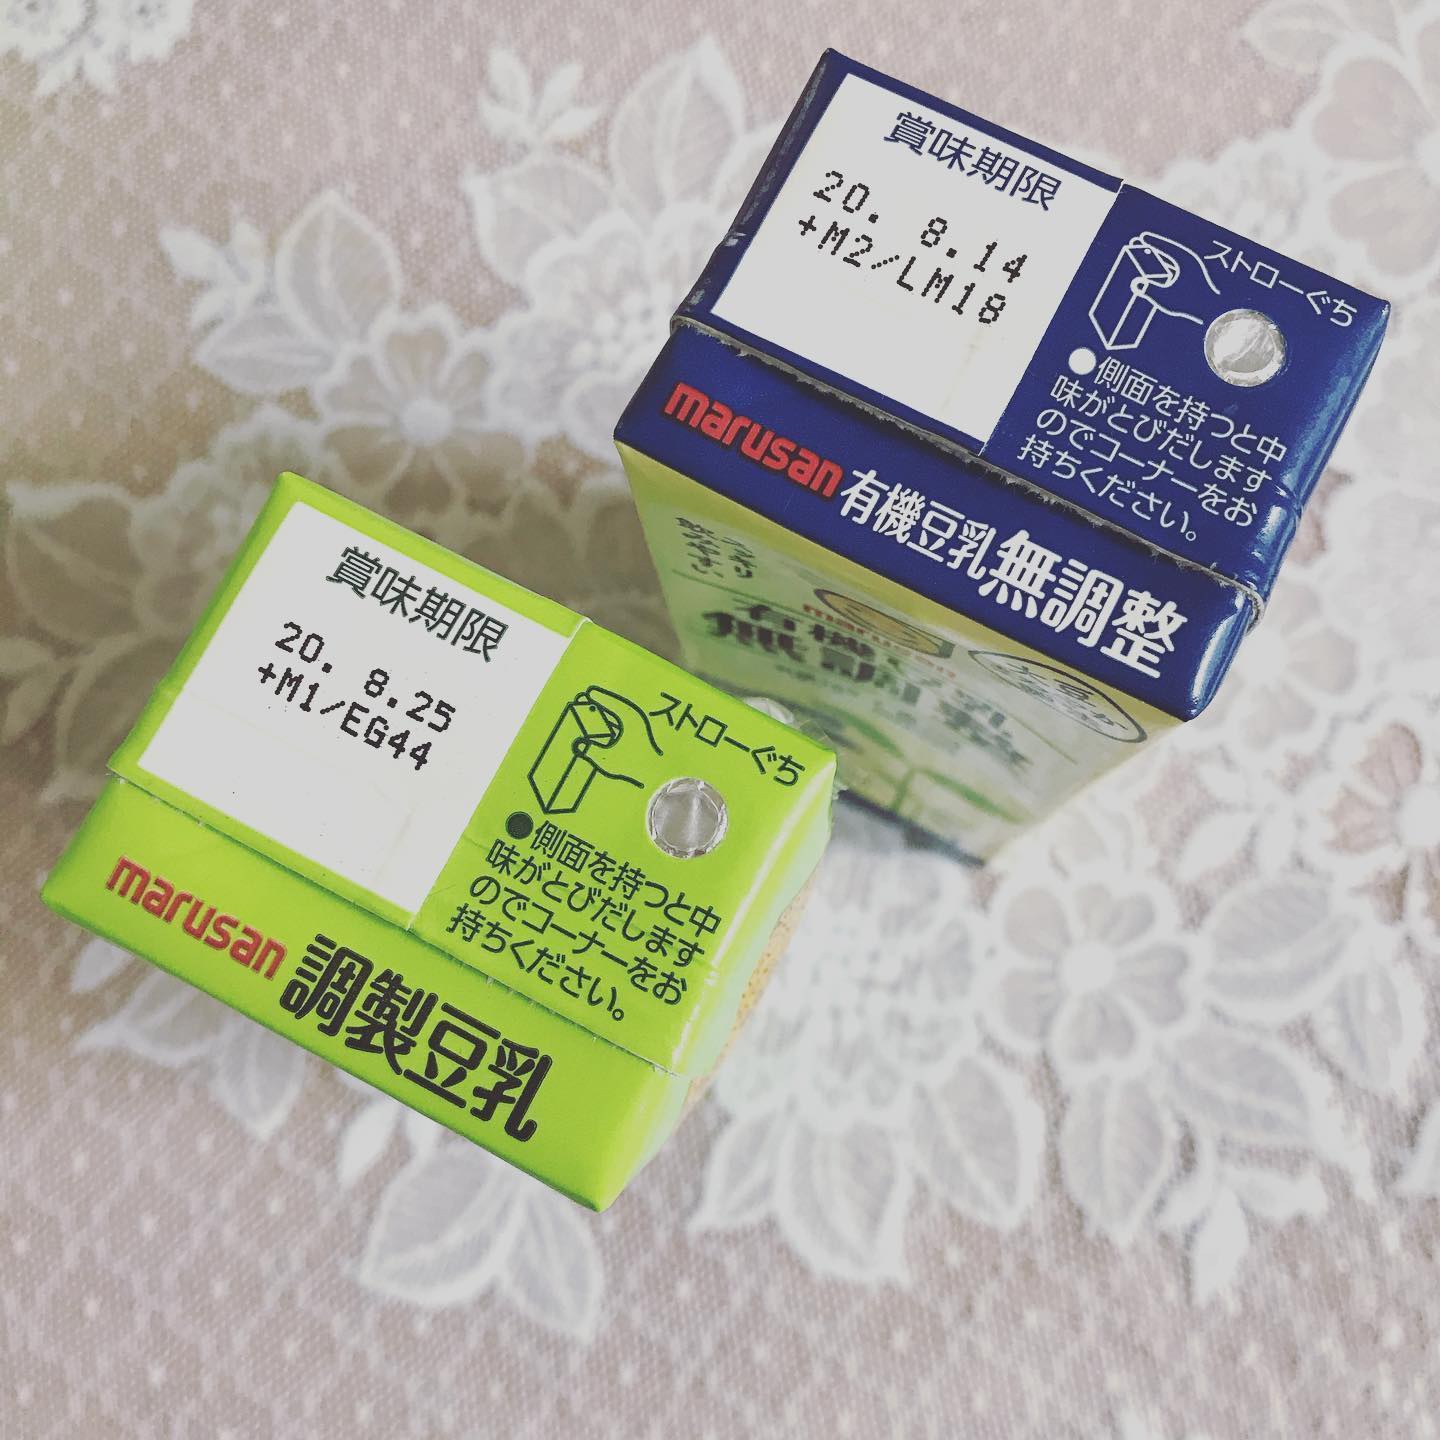 賞味期限
20. 8.14
+M2/LM18
ストローぐち
●側面を持つと中
味がとびだします
のでコーナーをお
持ちください。
marusan 有機豆乳無調整
marusan
賞味期限
20. 8.25
+M1/EG44
ストローぐち
●側面を持つと中
味がとびだします
のでコーナーをお
持ちください。
marusan 調製豆乳